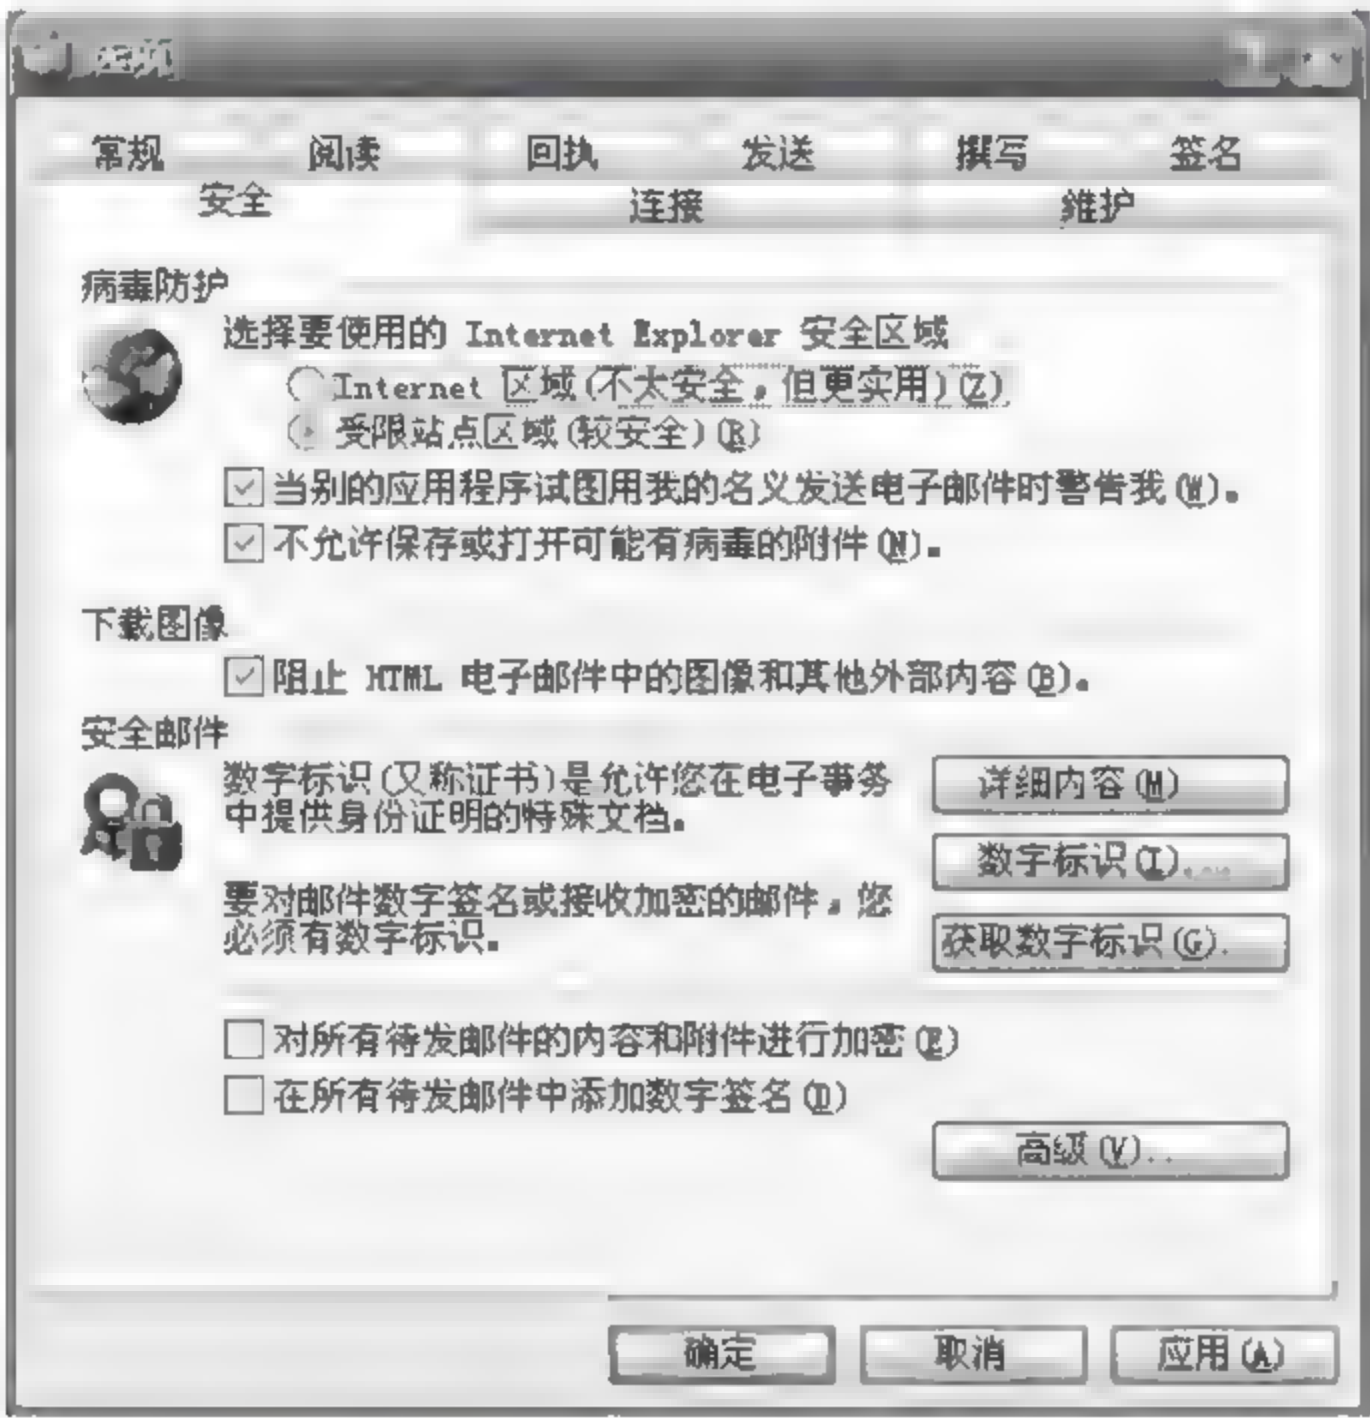 选项
常规 阅读 回执 发送 撰写 签名
安全 连接 维护
病毒防护
选择要使用的 Internet Explorer 安全区域
Internet 区域(不太安全，但更实用)(Z)
受限站点区域(较安全)(R)
当别的应用程序试图用我的名义发送电子邮件时警告我(W)。
不允许保存或打开可能有病毒的附件(N)。
下载图像
阻止 HTML 电子邮件中的图像和其他外部内容(B)。
安全邮件
数字标识(又称证书)是允许您在电子事务
中提供身份证明的特殊文档。
详细内容(M)
数字标识(I)...
要对邮件数字签名或接收加密的邮件，您
必须有数字标识。
获取数字标识(G).
对所有待发邮件的内容和附件进行加密(E)
在所有待发邮件中添加数字签名(D)
高级(V)..
确定 取消 应用(A)